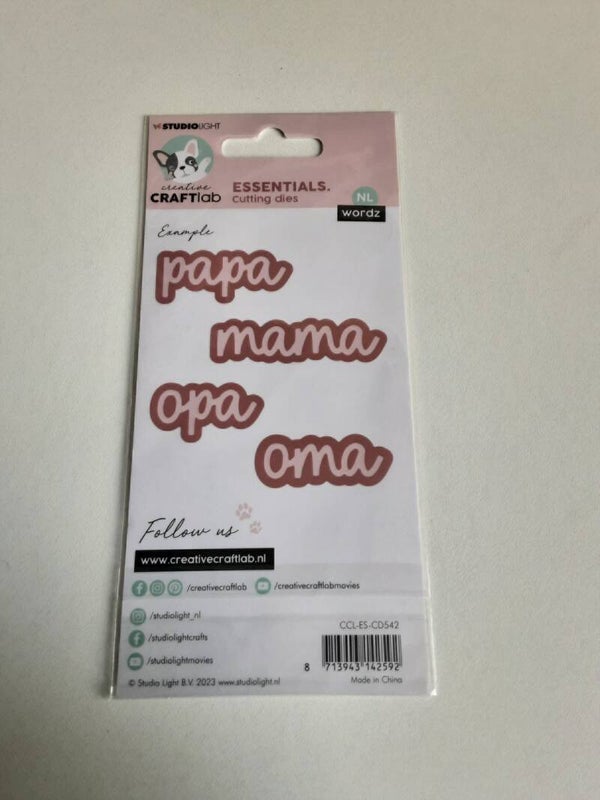 STUDIOLIGHT
creative
CRAFTlab
ESSENTIALS.
Cutting dies
NL
wordz
Example
papa
mama
opa
oma
Follow us
www.creativecraftlab.nl
/creativecraftlab
/creativecraftlabmovies
/studiolight_nl
/studiolightcrafts
/studiolightmovies
CCL-ES-CD542
8 713943 142592
© Studio Light B.V. 2023 www.studiolight.nl
Made in China